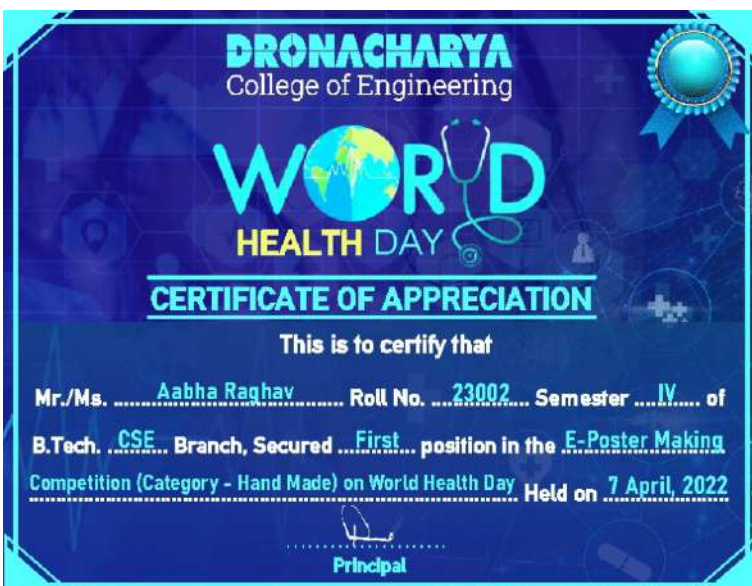 DRONACHARYA
College of Engineering
WORLD
HEALTH DAY
CERTIFICATE OF APPRECIATION
This is to certify that
Mr./Ms. Aabha Raghav Roll No. 23002 Semester IV of
B.Tech. CSE Branch, Secured First position in the E-Poster Making
Competition (Category - Hand Made) on World Health Day Held on 7 April, 2022
Principal